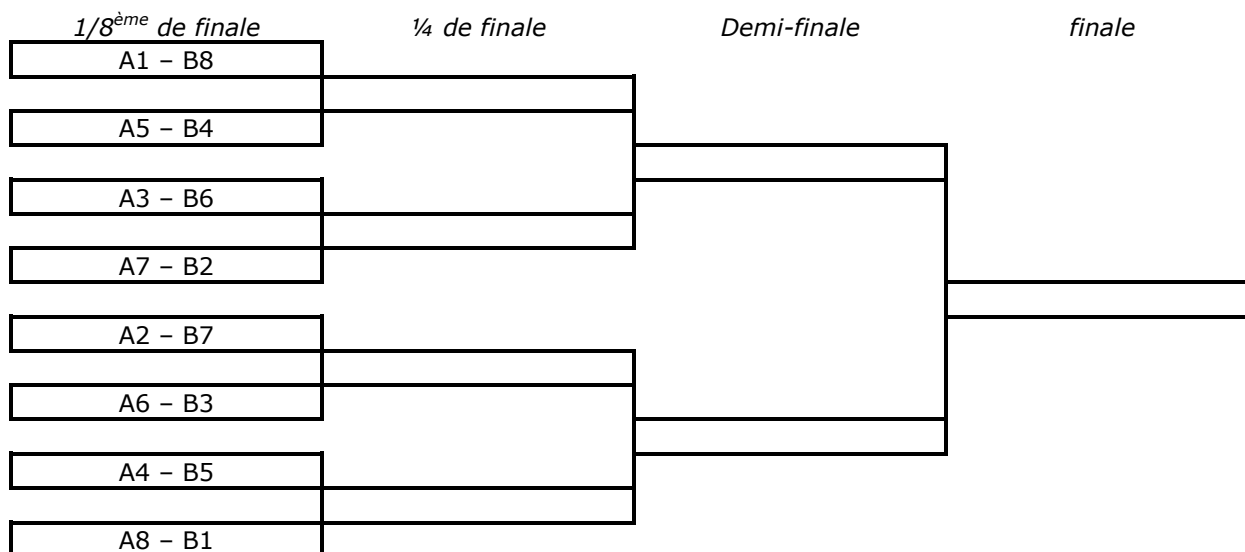 1/8ème de finale ¼ de finale Demi-finale finale
A1 – B8
A5 – B4
A3 – B6
A7 – B2
A2 – B7
A6 – B3
A4 – B5
A8 – B1